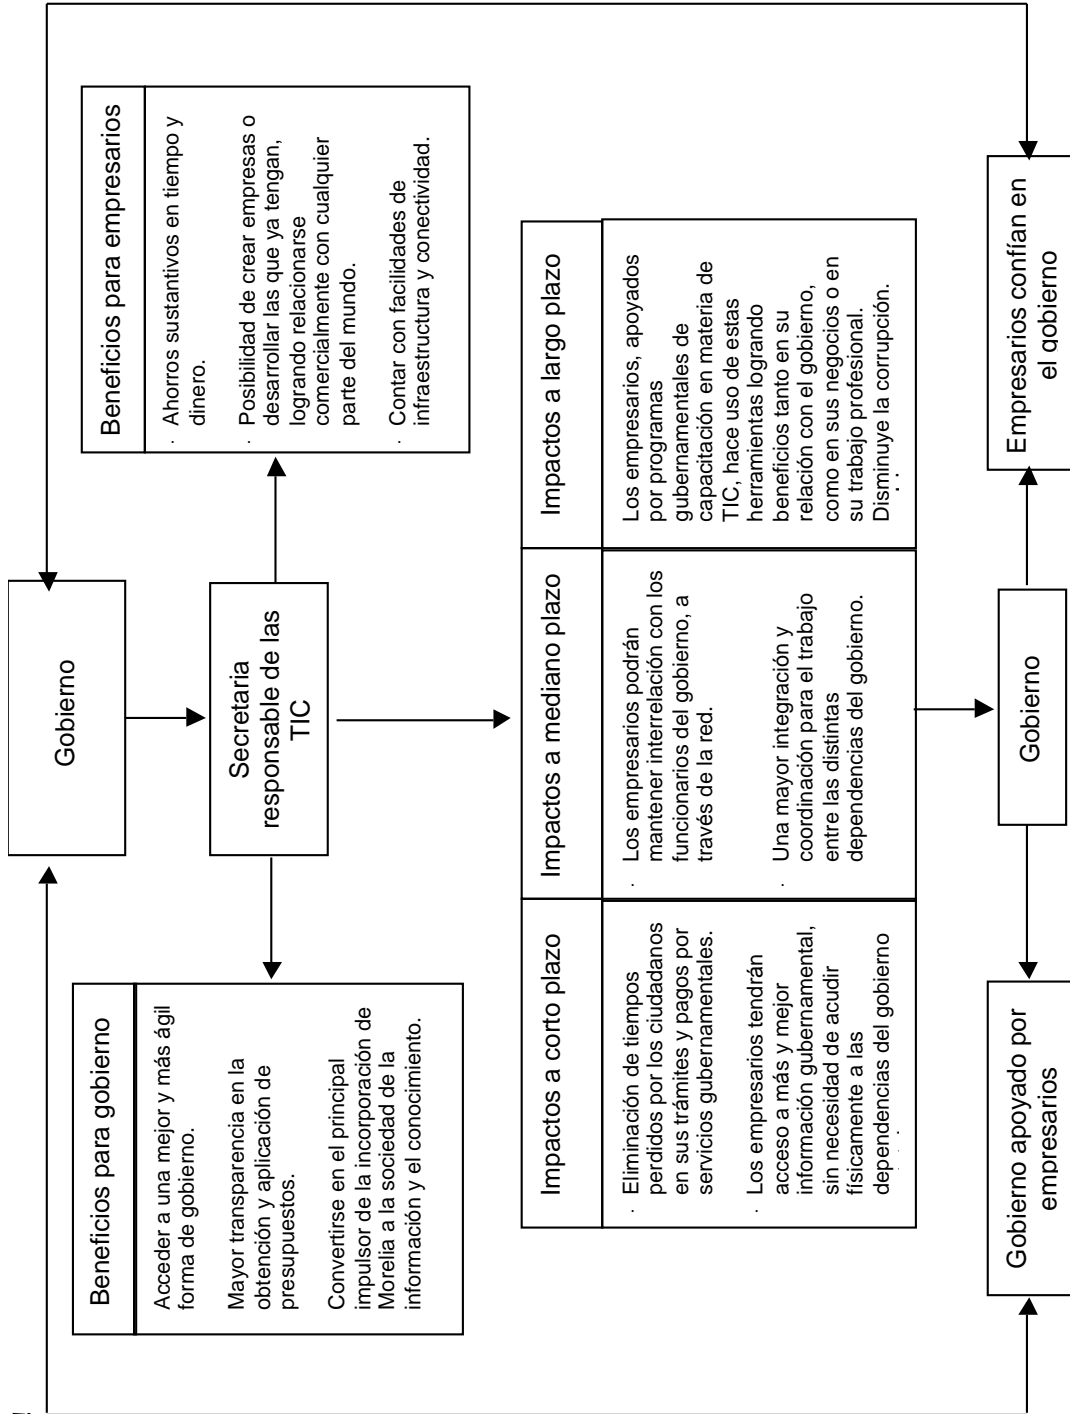 Gobierno
Secretaria
responsable de las
TIC
Beneficios para gobierno
Acceder a una mejor y más ágil
forma de gobierno.
Mayor transparencia en la
obtención y aplicación de
presupuestos.
Convertirse en el principal
impulsor de la incorporación de
Morelia a la sociedad de la
información y el conocimiento.
Beneficios para empresarios
· Ahorros sustantivos en tiempo y
dinero.
· Posibilidad de crear empresas o
desarrollar las que ya tengan,
logrando relacionarse
comercialmente con cualquier
parte del mundo.
· Contar con facilidades de
infraestructura y conectividad.
Impactos a corto plazo
· Eliminación de tiempos
perdidos por los ciudadanos
en sus trámites y pagos por
servicios gubernamentales.
· Los empresarios tendrán
acceso a más y mejor
información gubernamental,
sin necesidad de acudir
físicamente a las
dependencias del gobierno
Impactos a mediano plazo
· Los empresarios podrán
mantener interrelación con los
funcionarios del gobierno, a
través de la red.
· Una mayor integración y
coordinación para el trabajo
entre las distintas
dependencias del gobierno.
Impactos a largo plazo
Los empresarios, apoyados
por programas
gubernamentales de
capacitación en materia de
TIC, hace uso de estas
herramientas logrando
beneficios tanto en su
relación con el gobierno,
como en sus negocios o en
su trabajo profesional.
Disminuye la corrupción.
Gobierno apoyado por
empresarios
Gobierno
Empresarios confían en
el gobierno